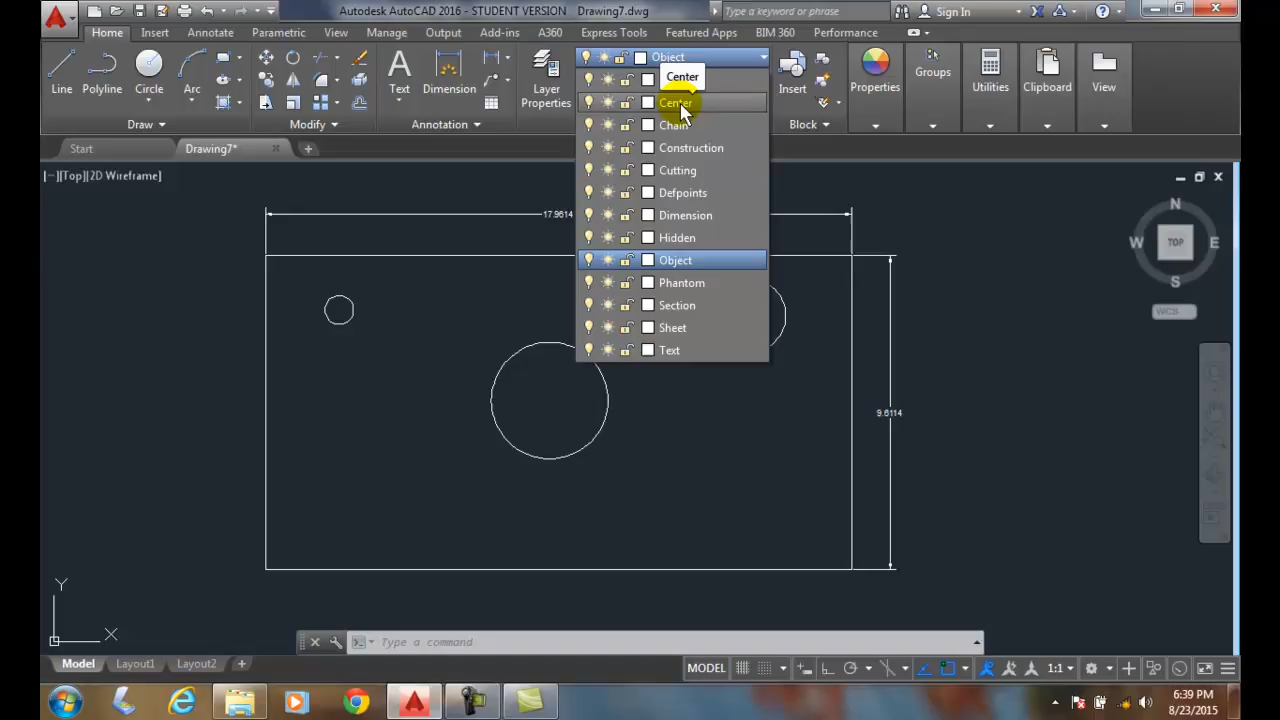 Autodesk AutoCAD 2016 - STUDENT VERSION Drawing7.dwg
Type a keyword or phrase
Sign In
Home Insert Annotate Parametric View Manage Output Add-ins A360 Express Tools Featured Apps BIM 360 Performance
Line Polyline Circle Arc
Draw
Modify
Text Dimension
Annotation
Layer
Properties
Object
Center
Center
Chain
Construction
Cutting
Defpoints
Dimension
Hidden
Object
Phantom
Section
Sheet
Text
Insert
Block
Properties
Groups
Utilities
Clipboard
View
Start Drawing7*
[−][Top][2D Wireframe]
N
W TOP E
S
WCS
17.9614
9.6114
Y
X
Type a command
Model Layout1 Layout2
MODEL 1:1
6:39 PM
8/23/2015